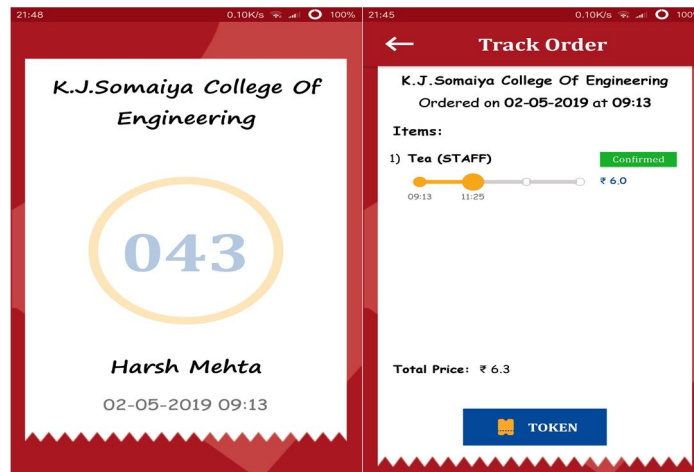 21:48 0.10K/s 100%
K.J.Somaiya College Of
Engineering
043
Harsh Mehta
02-05-2019 09:13
21:45 0.10K/s 100
Track Order
K.J.Somaiya College Of Engineering
Ordered on 02-05-2019 at 09:13
Items:
1) Tea (STAFF) Confirmed
₹ 6.0
09:13 11:25
Total Price: ₹ 6.3
TOKEN